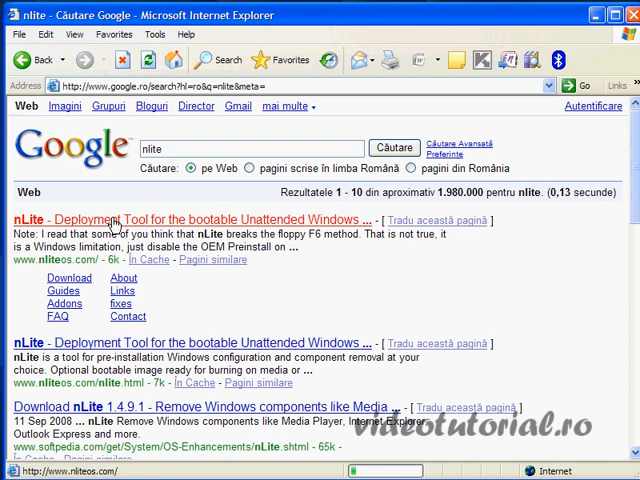 nlite - Căutare Google - Microsoft Internet Explorer
File Edit View Favorites Tools Help
Back Search Favorites
Address http://www.google.ro/search?hl=ro&q=nlite&meta= Go Links »
Web Imagini Grupuri Bloguri Director Gmail mai multe Autentificare
Google nlite Căutare Căutare Avansată
Preferinţe
Căutare: pe Web pagini scrise în limba Română pagini din România
Web Rezultatele 1 - 10 din aproximativ 1.980.000 pentru nlite. (0,13 secunde)
nLite - Deployment Tool for the bootable Unattended Windows ... - [ Tradu această pagină ]
Note: I read that some of you think that nLite breaks the floppy F6 method. That is not true, it
is a Windows limitation, just disable the OEM Preinstall on ...
www.nliteos.com/ - 6k - În Cache - Pagini similare
Download About
Guides Links
Addons fixes
FAQ Contact
nLite - Deployment Tool for the bootable Unattended Windows ... - [ Tradu această pagină ]
nLite is a tool for pre-installation Windows configuration and component removal at your
choice. Optional bootable image ready for burning on media or ...
www.nliteos.com/nlite.html - 7k - În Cache - Pagini similare
Download nLite 1.4.9.1 - Remove Windows components like Media ... - [ Tradu această pagină ]
11 Sep 2008 ... nLite Remove Windows components like Media Player, Internet Explorer,
Outlook Express and more.
videotutorial.ro
www.softpedia.com/get/System/OS-Enhancements/nLite.shtml - 65k -
În Cache - Pagini similare
http://www.nliteos.com/ Internet